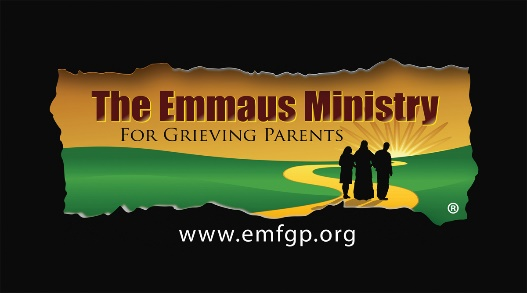 The Emmaus Ministry
For Grieving Parents
®
www.emfgp.org